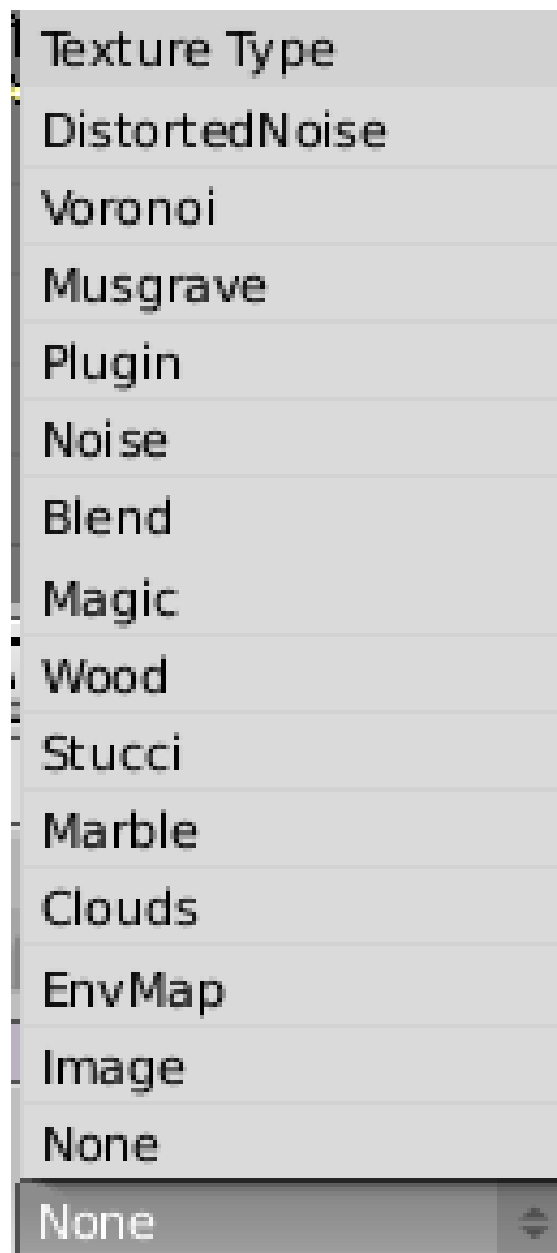 Texture Type
DistortedNoise
Voronoi
Musgrave
Plugin
Noise
Blend
Magic
Wood
Stucci
Marble
Clouds
EnvMap
Image
None
None